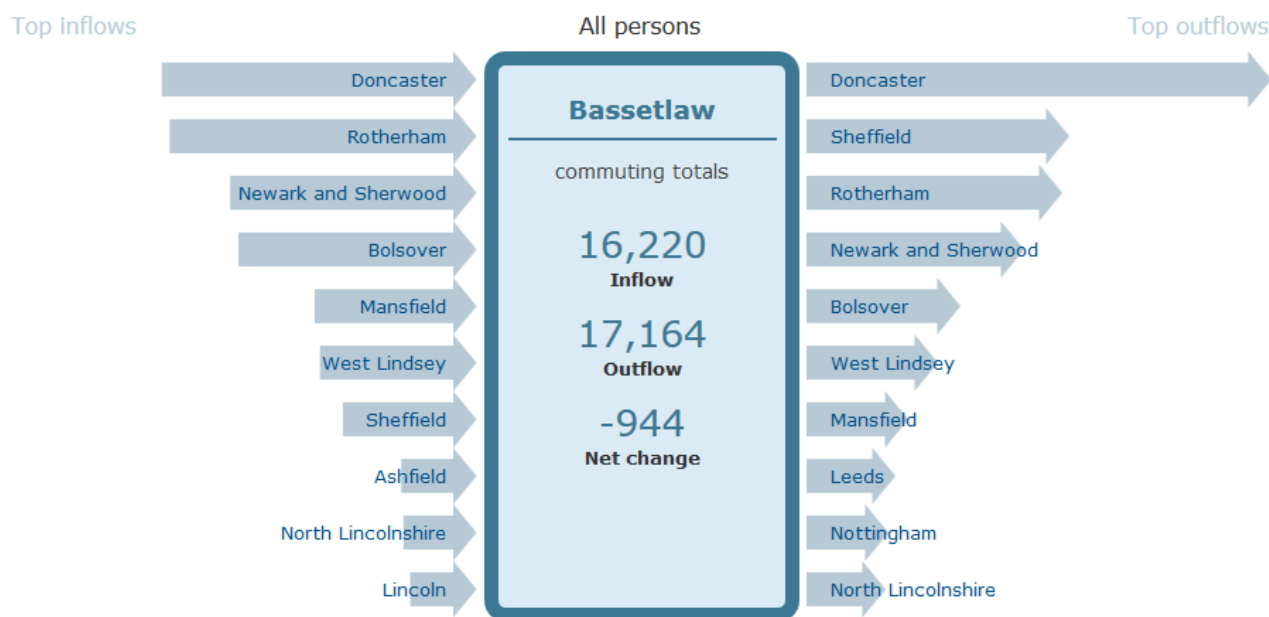 Top inflows
All persons
Top outflows
Doncaster
Rotherham
Newark and Sherwood
Bolsover
Mansfield
West Lindsey
Sheffield
Ashfield
North Lincolnshire
Lincoln
Bassetlaw
commuting totals
16,220
Inflow
17,164
Outflow
-944
Net change
Doncaster
Sheffield
Rotherham
Newark and Sherwood
Bolsover
West Lindsey
Mansfield
Leeds
Nottingham
North Lincolnshire